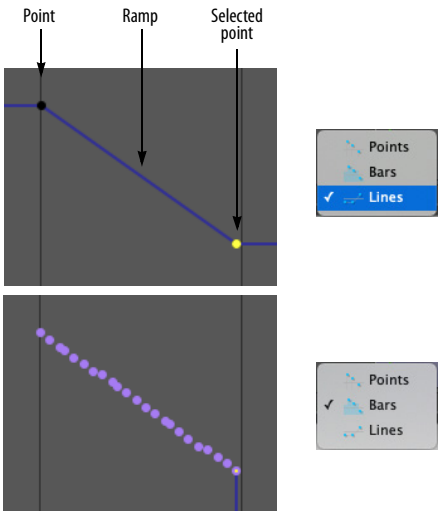 Point
Ramp
Selected
point
Points
Bars
✓ Lines
Points
✓ Bars
Lines